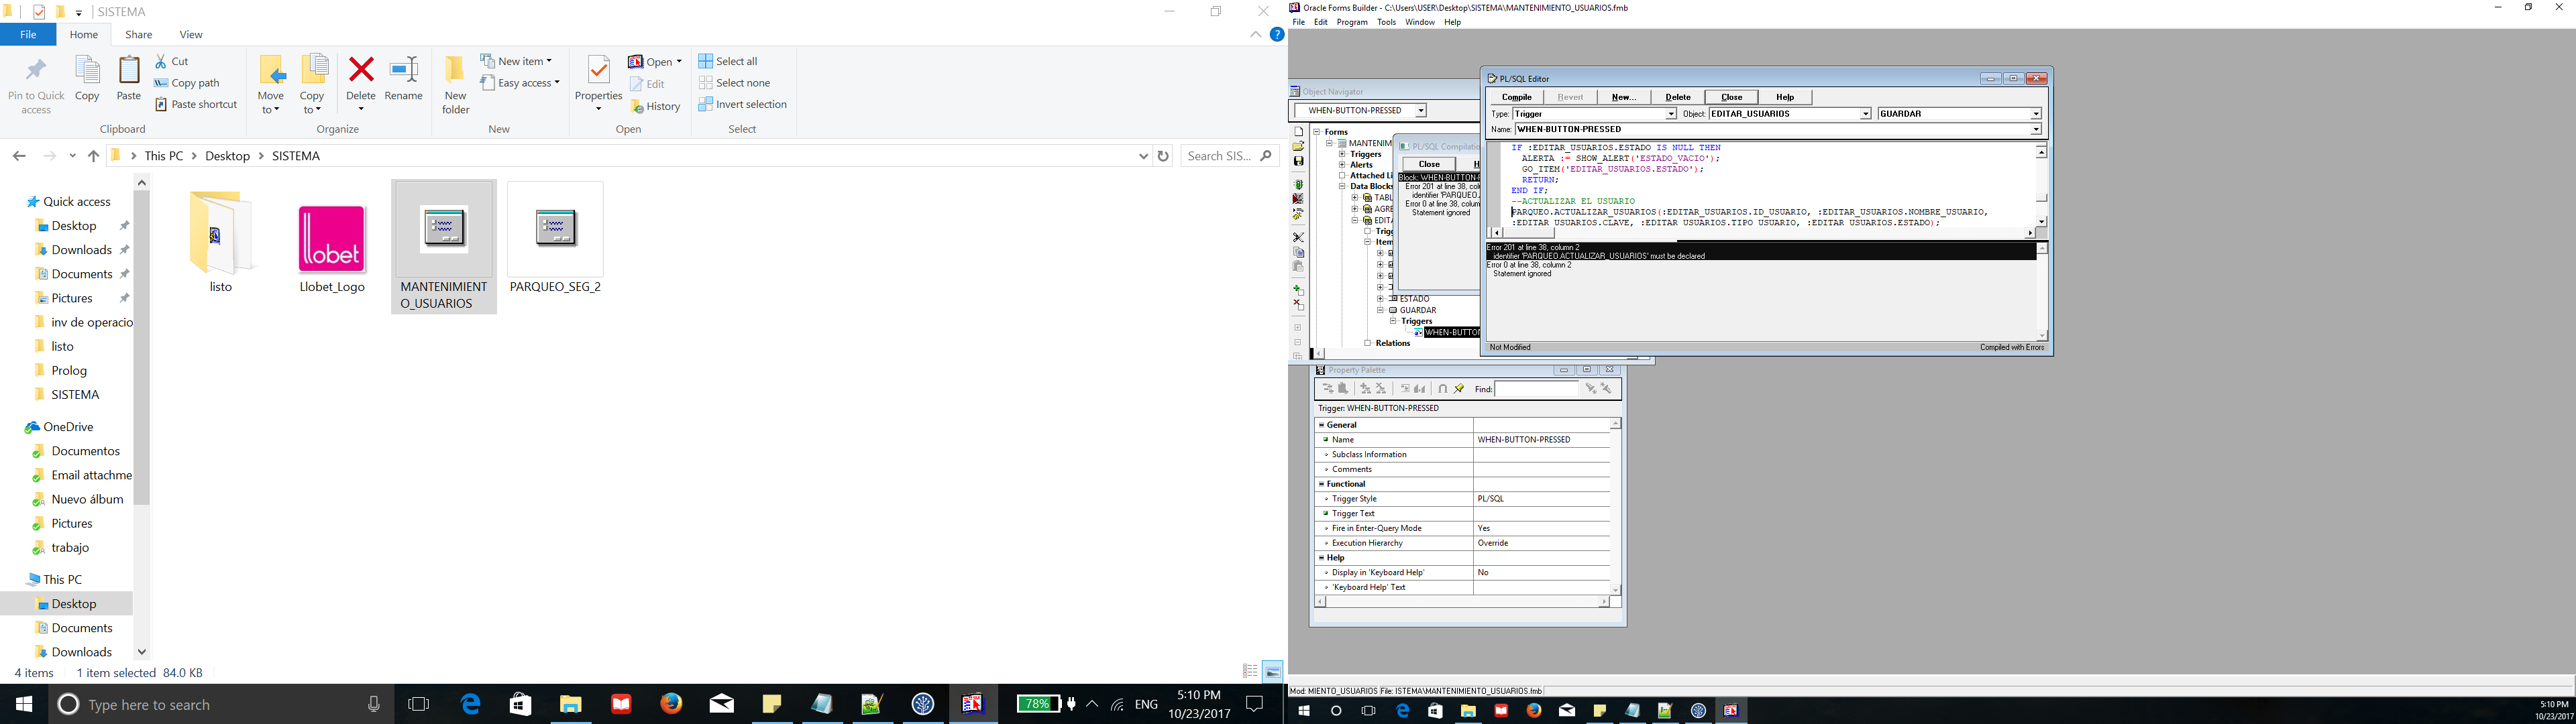 SISTEMA
File
Home
Share
View
Pin to Quick
access
Copy
Paste
Cut
Copy path
Paste shortcut
Clipboard
Move
to
Copy
to
Delete
Rename
Organize
New
folder
New item
Easy access
New
Properties
Open
Edit
History
Open
Select all
Select none
Invert selection
Select
This PC
Desktop
SISTEMA
Search SIS...
Quick access
Desktop
Downloads
Documents
Pictures
inv de operacio
listo
Prolog
SISTEMA
OneDrive
Documentos
Email attachme
Nuevo álbum
Pictures
trabajo
This PC
Desktop
Documents
Downloads
listo
lobet
Llobet_Logo
MANTENIMIENT
O_USUARIOS
PARQUEO_SEG_2
4 items
1 item selected 84.0 KB
Type here to search
78%
ENG
5:10 PM
10/23/2017
Oracle Forms Builder - C:\Users\USER\Desktop\SISTEMA\MANTENIMIENTO_USUARIOS.fmb
File Edit Program Tools Window Help
Object Navigator
WHEN-BUTTON-PRESSED
Forms
MANTENIM
Triggers
Alerts
Attached Li
Data Blocks
TABL
AGRE
EDIT
Trigg
Item
ESTADO
GUARDAR
Triggers
WHEN-BUTTON
Relations
PL/SQL Compilatio
Close
H
Block: WHEN-BUTTON-P
Error 201 at line 38, colu
identifier 'PARQUEO.
Error 0 at line 38, colum
Statement ignored
PL/SQL Editor
Compile Revert New... Delete Close Help
Type: Trigger Object: EDITAR_USUARIOS GUARDAR
Name: WHEN-BUTTON-PRESSED
IF :EDITAR_USUARIOS.ESTADO IS NULL THEN
ALERTA := SHOW_ALERT('ESTADO_VACIO');
GO_ITEM('EDITAR_USUARIOS.ESTADO');
RETURN;
END IF;
--ACTUALIZAR EL USUARIO
PARQUEO.ACTUALIZAR_USUARIOS(:EDITAR_USUARIOS.ID_USUARIO, :EDITAR_USUARIOS.NOMBRE_USUARIO,
:EDITAR_USUARIOS.CLAVE, :EDITAR_USUARIOS.TIPO_USUARIO, :EDITAR_USUARIOS.ESTADO);
Error 201 at line 38, column 2
identifier 'PARQUEO.ACTUALIZAR_USUARIOS' must be declared
Error 0 at line 38, column 2
Statement ignored
Not Modified
Compiled with Errors
Property Palette
Find:
Trigger: WHEN-BUTTON-PRESSED
General
Name WHEN-BUTTON-PRESSED
Subclass Information
Comments
Functional
Trigger Style PL/SQL
Trigger Text
Fire in Enter-Query Mode Yes
Execution Hierarchy Override
Help
Display in 'Keyboard Help' No
'Keyboard Help' Text
Mod: MIENTO_USUARIOS File: ISTEMA\MANTENIMIENTO_USUARIOS.fmb
5:10 PM
10/23/2017